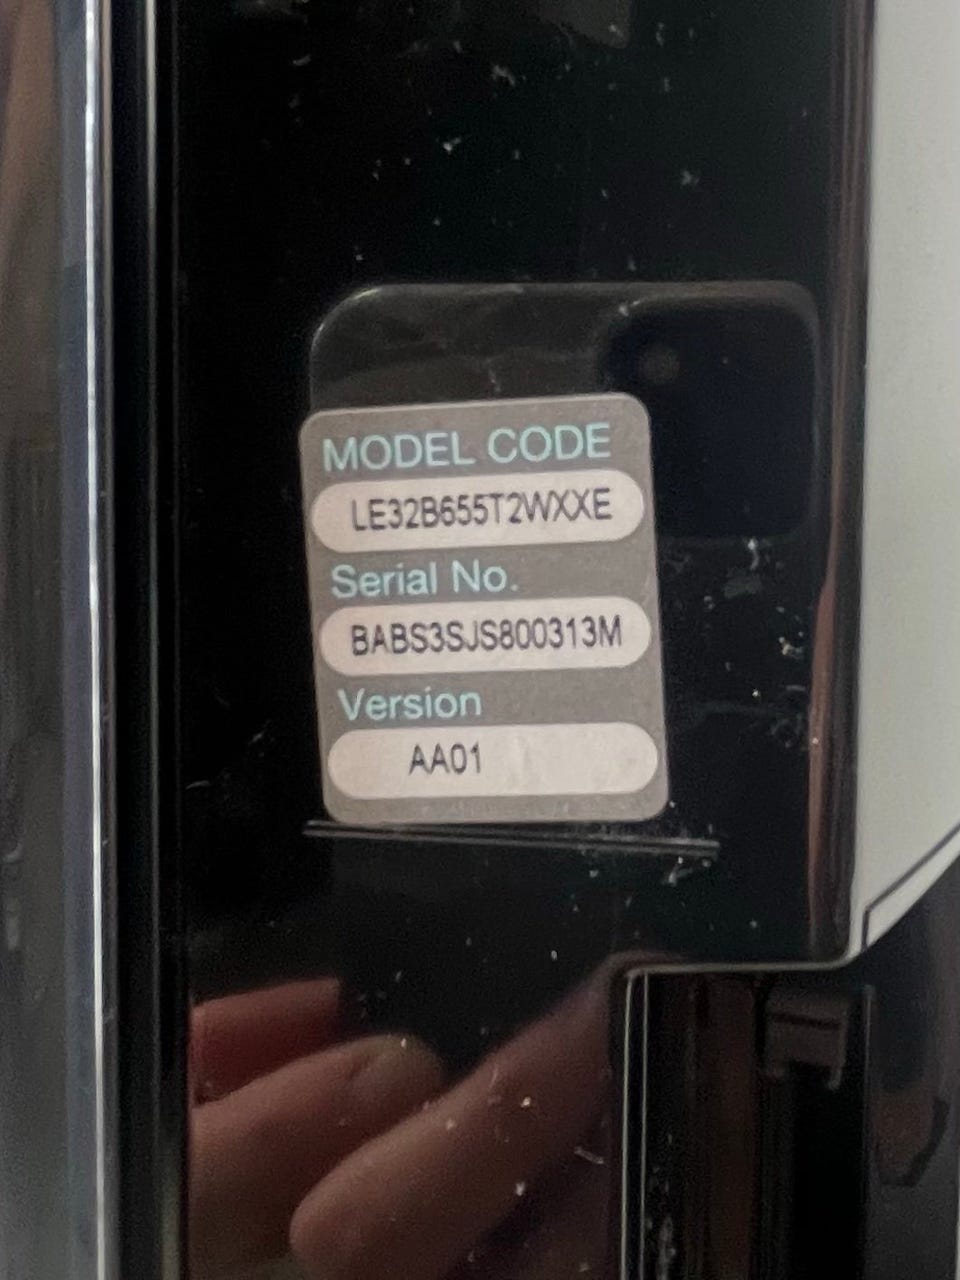 MODEL CODE
LE32B655T2WXXE
Serial No.
BABS3SJS800313M
Version
AA01